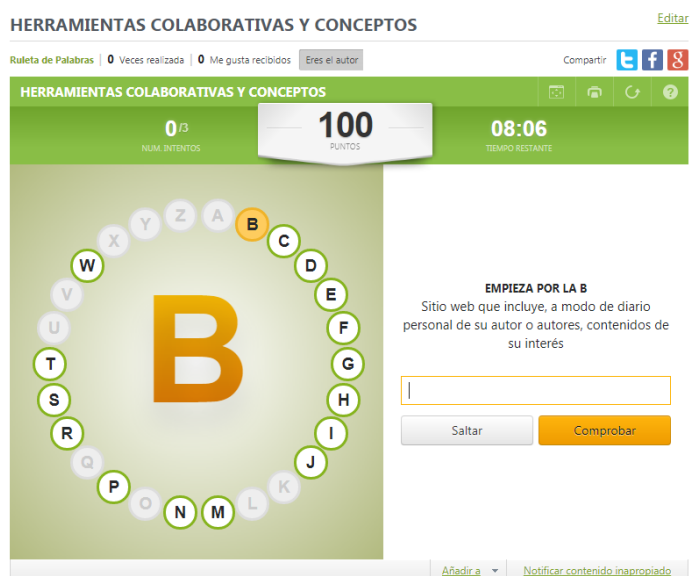 HERRAMIENTAS COLABORATIVAS Y CONCEPTOS
Editar
Ruleta de Palabras | 0 Veces realizada | 0 Me gusta recibidos Eres el autor
Compartir
HERRAMIENTAS COLABORATIVAS Y CONCEPTOS
0/3
NUM. INTENTOS
100
PUNTOS
08:06
TIEMPO RESTANTE
A
B
C
D
E
F
G
H
I
J
K
L
M
N
O
P
Q
R
S
T
U
V
W
X
Y
Z
B
EMPIEZA POR LA B
Sitio web que incluye, a modo de diario
personal de su autor o autores, contenidos de
su interés
Saltar
Comprobar
Añadir a
Notificar contenido inapropiado